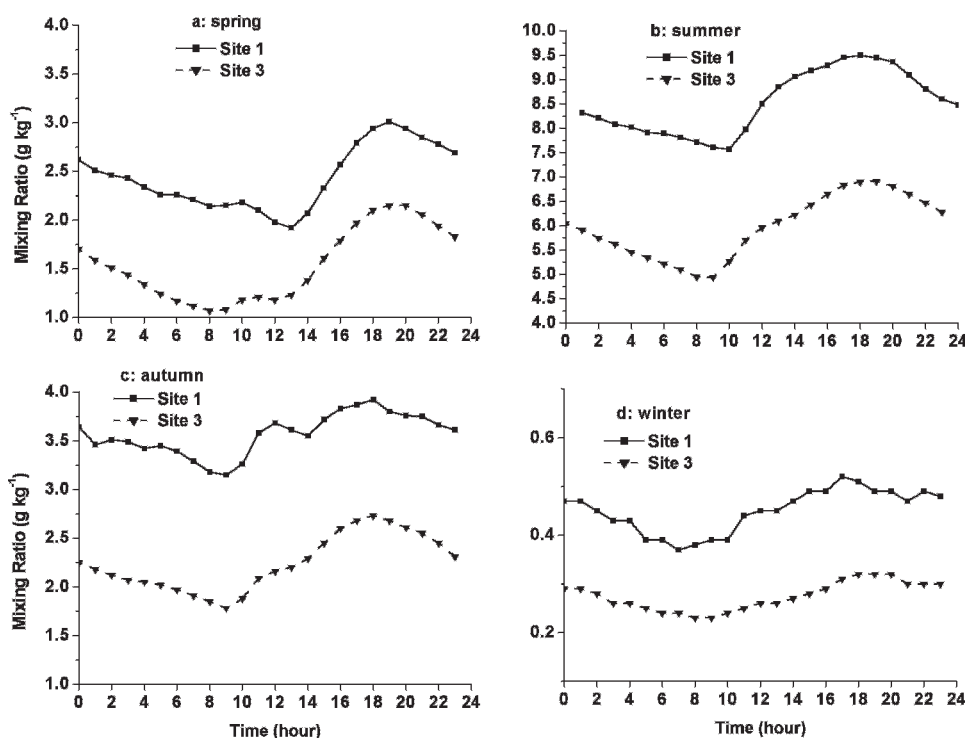 a: spring
Site 1
Site 3
Mixing Ratio (g kg⁻¹)
4.0
3.5
3.0
2.5
2.0
1.5
1.0
0 2 4 6 8 10 12 14 16 18 20 22 24
b: summer
Site 1
Site 3
10.0
9.5
9.0
8.5
8.0
7.5
7.0
6.5
6.0
5.5
5.0
4.5
4.0
0 2 4 6 8 10 12 14 16 18 20 22 24
c: autumn
Site 1
Site 3
Mixing Ratio (g kg⁻¹)
4.0
3.5
3.0
2.5
2.0
1.5
1.0
0 2 4 6 8 10 12 14 16 18 20 22 24
Time (hour)
d: winter
Site 1
Site 3
0.6
0.4
0.2
0 2 4 6 8 10 12 14 16 18 20 22 24
Time (hour)